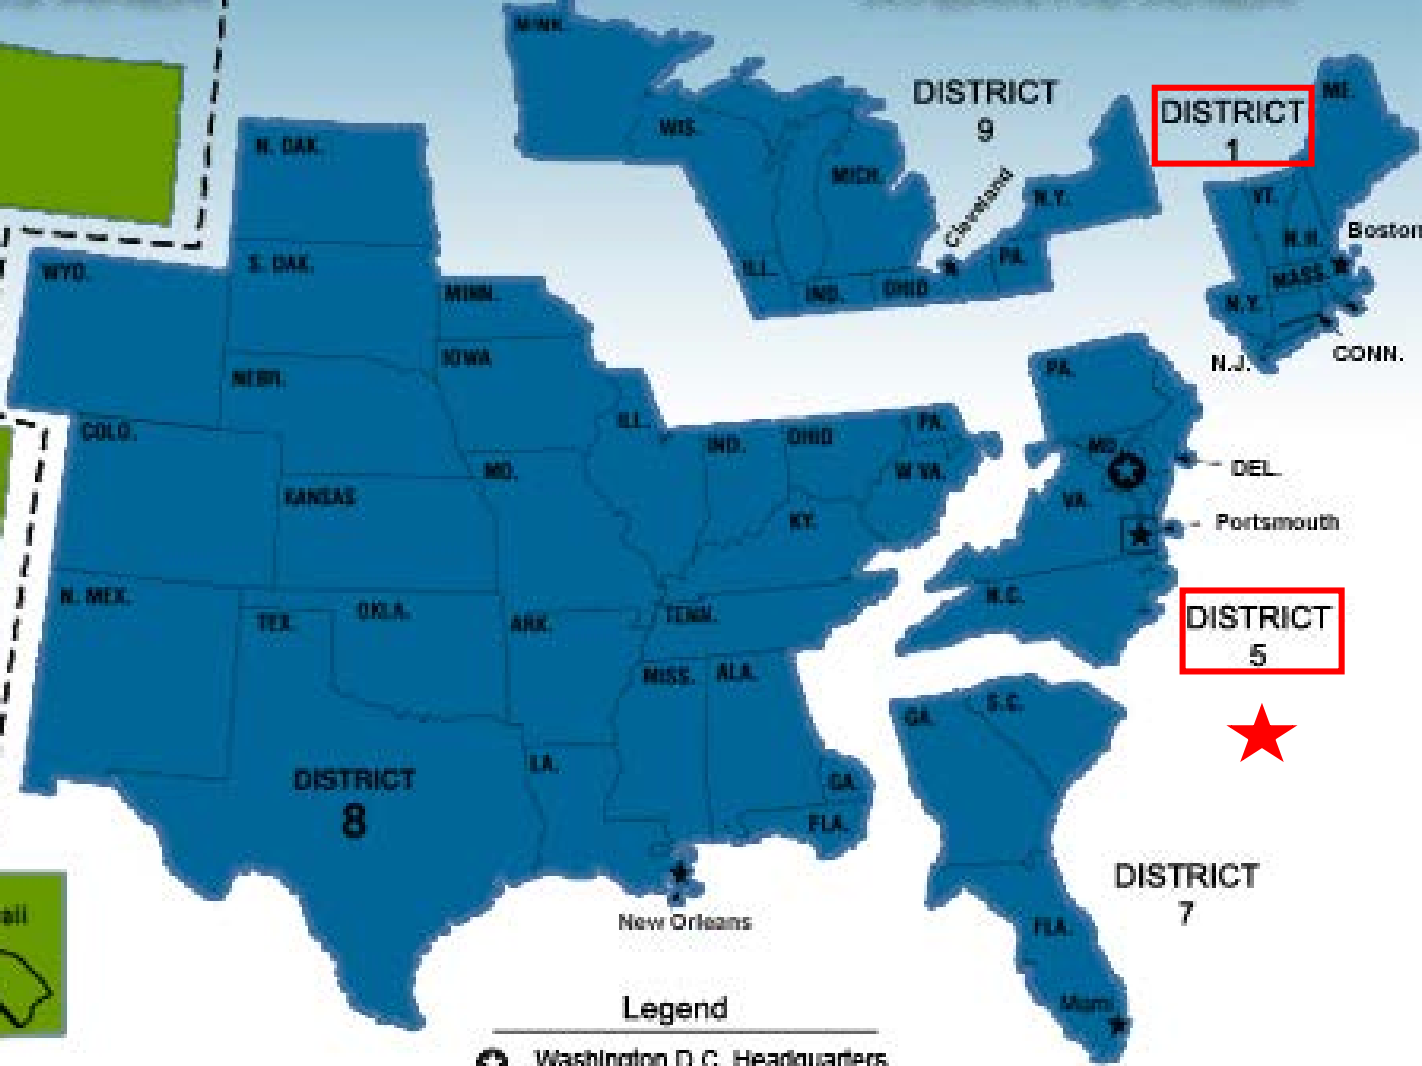 MINN.
DISTRICT
9
DISTRICT
1
ME.
WIS.
MICH.
N. DAK.
Cleveland
N.Y.
VT.
N.H.
Boston
WYO.
S. DAK.
MINN.
ILL.
IND.
OHIO
PA.
MASS.
N.Y.
IOWA
N.J.
CONN.
NEBR.
PA.
COLO.
ILL.
IND.
OHIO
PA.
MO.
W VA.
MD.
DEL.
KANSAS
KY.
VA.
Portsmouth
N. MEX.
TEX.
OKLA.
ARK.
TENN.
N.C.
DISTRICT
5
MISS.
ALA.
GA.
S.C.
DISTRICT
8
LA.
GA.
FLA.
DISTRICT
7
New Orleans
FLA.
Miami
Legend
Washington D.C. Headquarters